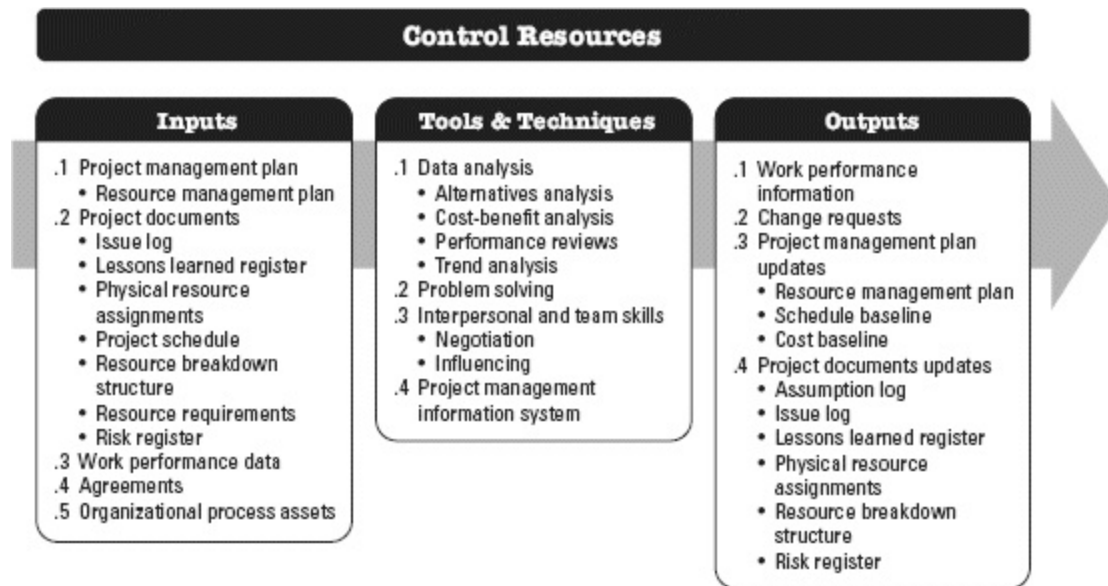 Control Resources
Inputs
.1 Project management plan
• Resource management plan
.2 Project documents
• Issue log
• Lessons learned register
• Physical resource
assignments
• Project schedule
• Resource breakdown
structure
• Resource requirements
• Risk register
.3 Work performance data
.4 Agreements
.5 Organizational process assets
Tools & Techniques
.1 Data analysis
• Alternatives analysis
• Cost-benefit analysis
• Performance reviews
• Trend analysis
.2 Problem solving
.3 Interpersonal and team skills
• Negotiation
• Influencing
.4 Project management
information system
Outputs
.1 Work performance
information
.2 Change requests
.3 Project management plan
updates
• Resource management plan
• Schedule baseline
• Cost baseline
.4 Project documents updates
• Assumption log
• Issue log
• Lessons learned register
• Physical resource
assignments
• Resource breakdown
structure
• Risk register